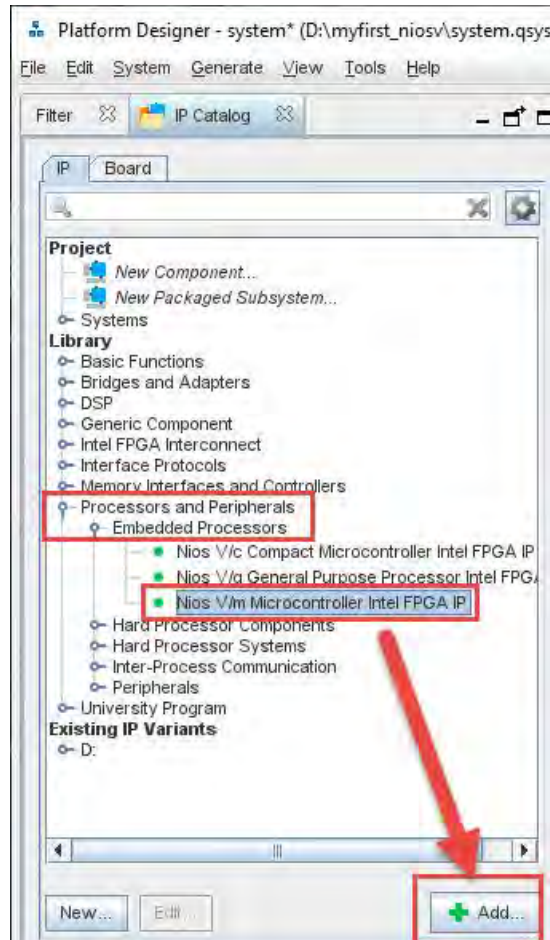 Platform Designer - system* (D:\myfirst_niosv\system.qsys
File Edit System Generate View Tools Help
Filter IP Catalog
IP Board
Project
New Component...
New Packaged Subsystem...
Systems
Library
Basic Functions
Bridges and Adapters
DSP
Generic Component
Intel FPGA Interconnect
Interface Protocols
Memory Interfaces and Controllers
Processors and Peripherals
Embedded Processors
Nios V/c Compact Microcontroller Intel FPGA IP
Nios V/g General Purpose Processor Intel FPGA
Nios V/m Microcontroller Intel FPGA IP
Hard Processor Components
Hard Processor Systems
Inter-Process Communication
Peripherals
University Program
Existing IP Variants
D:
New... Edit... Add...